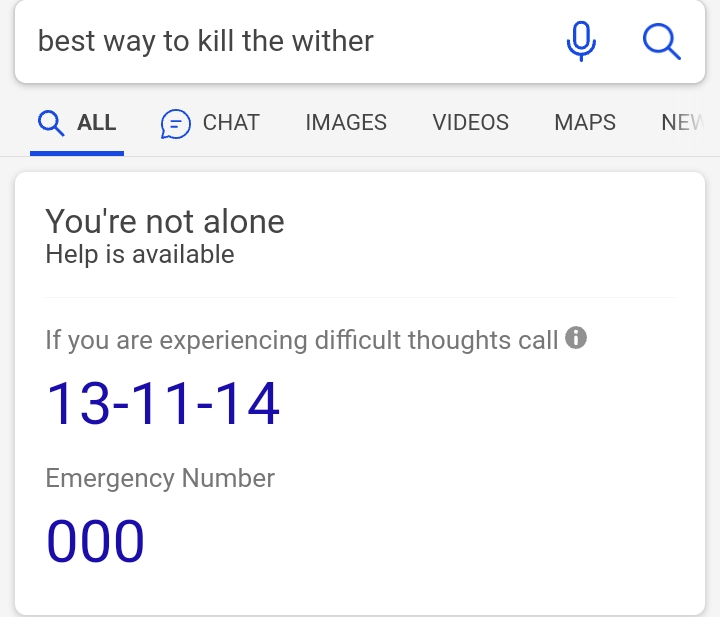 best way to kill the wither
ALL CHAT IMAGES VIDEOS MAPS
You're not alone
Help is available
If you are experiencing difficult thoughts call
13-11-14
Emergency Number
000